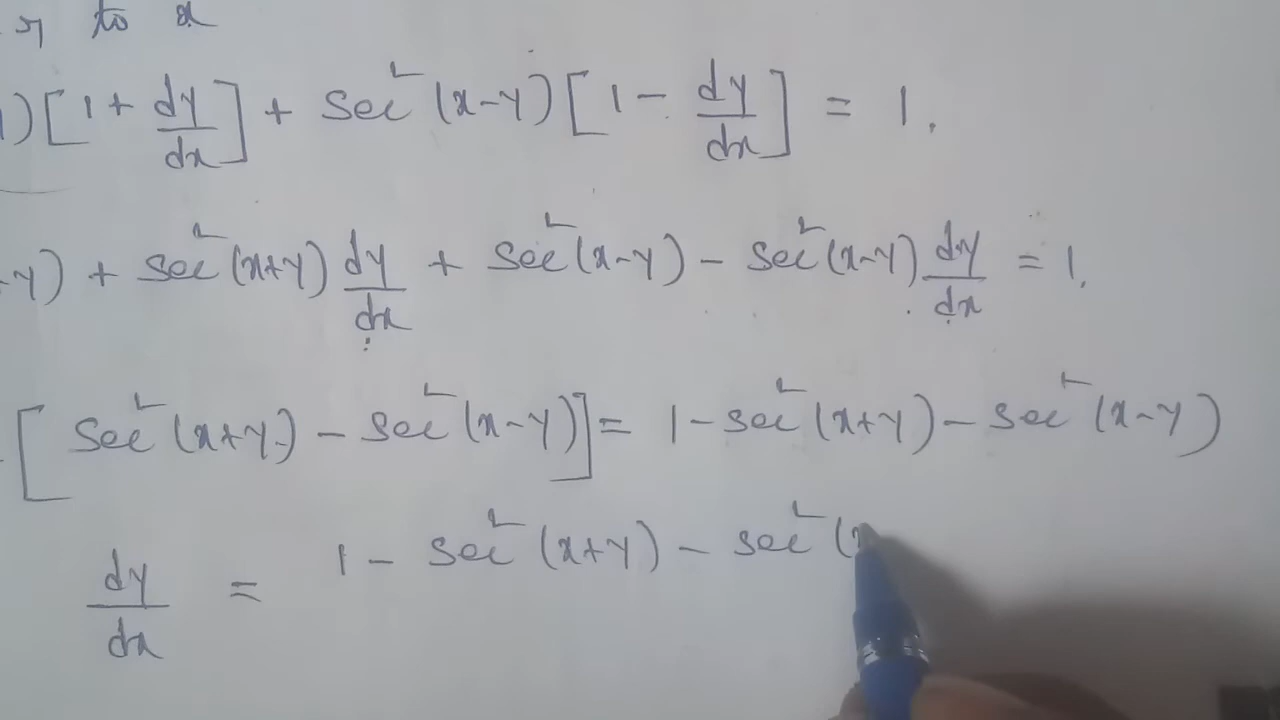 to x
)[1 + dy/dx] + sec²(x-y)[1 - dy/dx] = 1.
y) + sec²(x+y) dy/dx + sec²(x-y) - sec²(x-y) dy/dx = 1.
[sec²(x+y) - sec²(x-y)] = 1 - sec²(x+y) - sec²(x-y)
dy/dx = 1 - sec²(x+y) - sec²(x